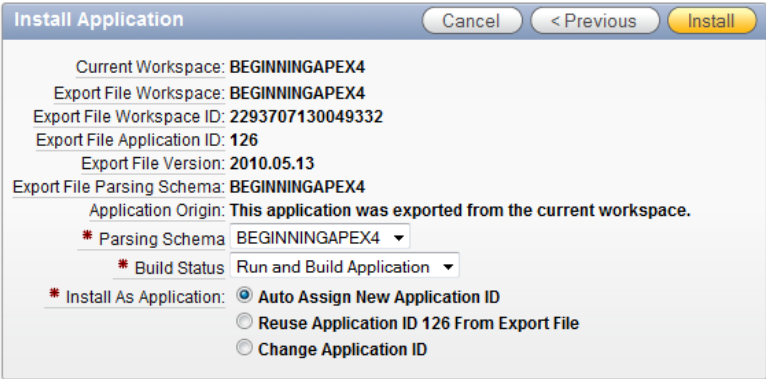 Install Application Cancel < Previous Install
Current Workspace: BEGINNINGAPEX4
Export File Workspace: BEGINNINGAPEX4
Export File Workspace ID: 2293707130049332
Export File Application ID: 126
Export File Version: 2010.05.13
Export File Parsing Schema: BEGINNINGAPEX4
Application Origin: This application was exported from the current workspace.
* Parsing Schema BEGINNINGAPEX4
* Build Status Run and Build Application
* Install As Application: Auto Assign New Application ID
Reuse Application ID 126 From Export File
Change Application ID